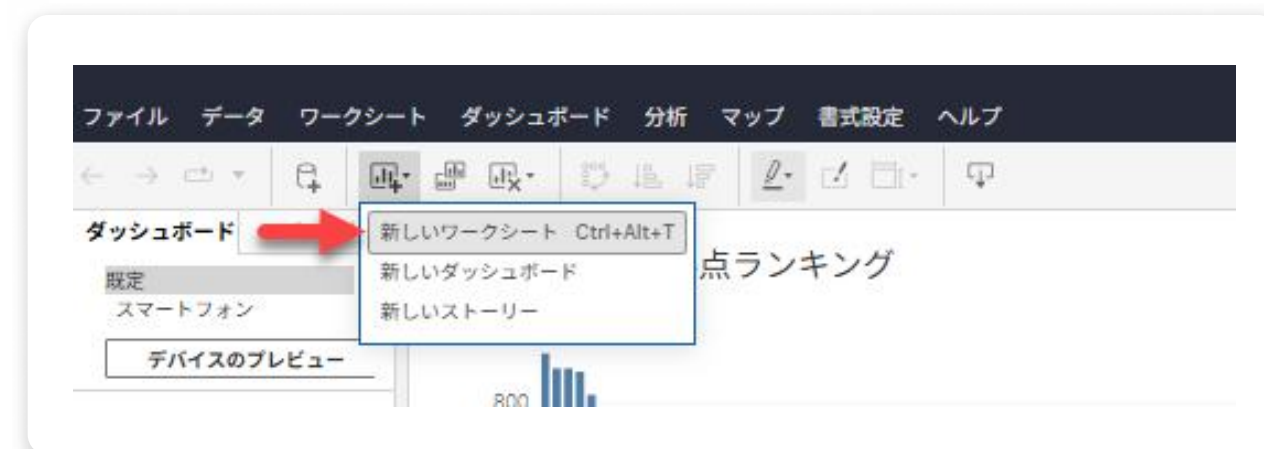 ファイル データ ワークシート ダッシュボード 分析 マップ 書式設定 ヘルプ
ダッシュボード
新しいワークシート Ctrl+Alt+T
新しいダッシュボード
新しいストーリー
点ランキング
既定
スマートフォン
デバイスのプレビュー
800